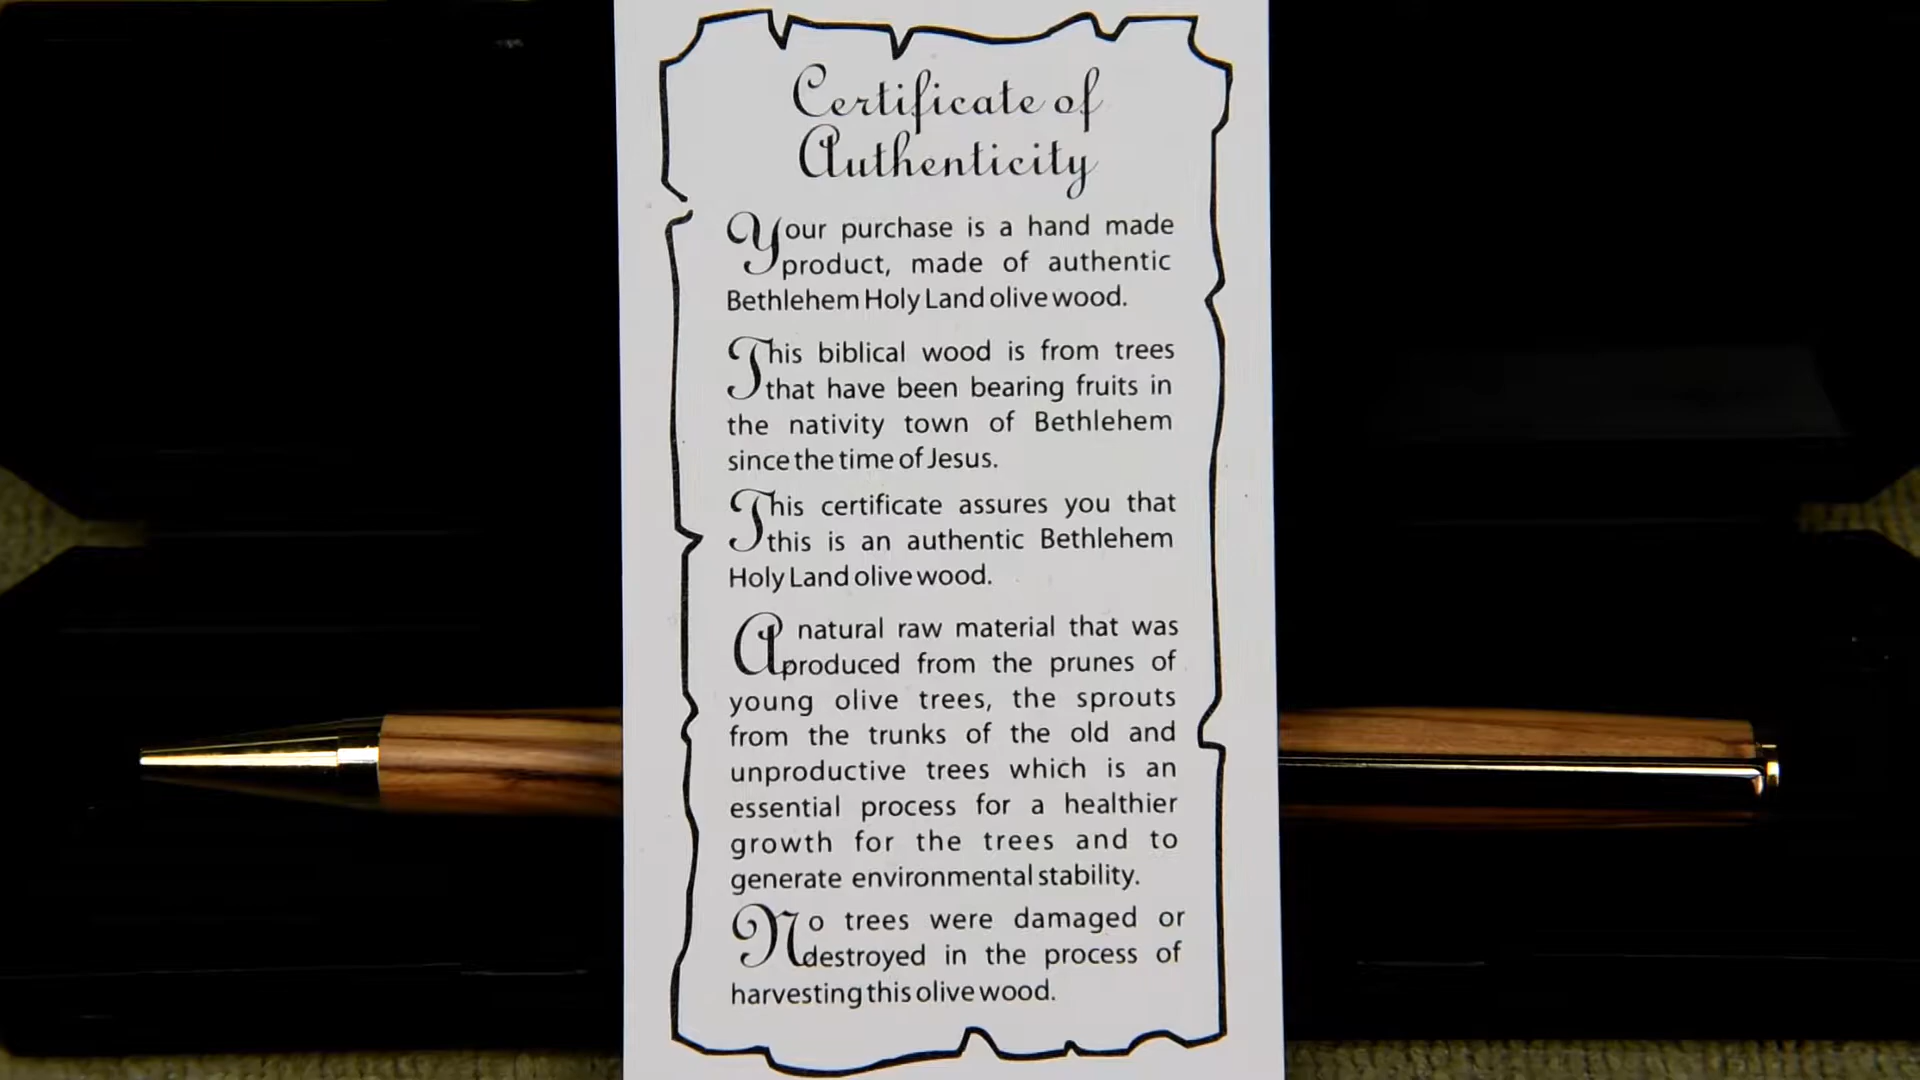 Certificate of
Authenticity
Your purchase is a hand made
product, made of authentic
Bethlehem Holy Land olive wood.
This biblical wood is from trees
that have been bearing fruits in
the nativity town of Bethlehem
since the time of Jesus.
This certificate assures you that
this is an authentic Bethlehem
Holy Land olive wood.
A natural raw material that was
produced from the prunes of
young olive trees, the sprouts
from the trunks of the old and
unproductive trees which is an
essential process for a healthier
growth for the trees and to
generate environmental stability.
No trees were damaged or
destroyed in the process of
harvesting this olive wood.